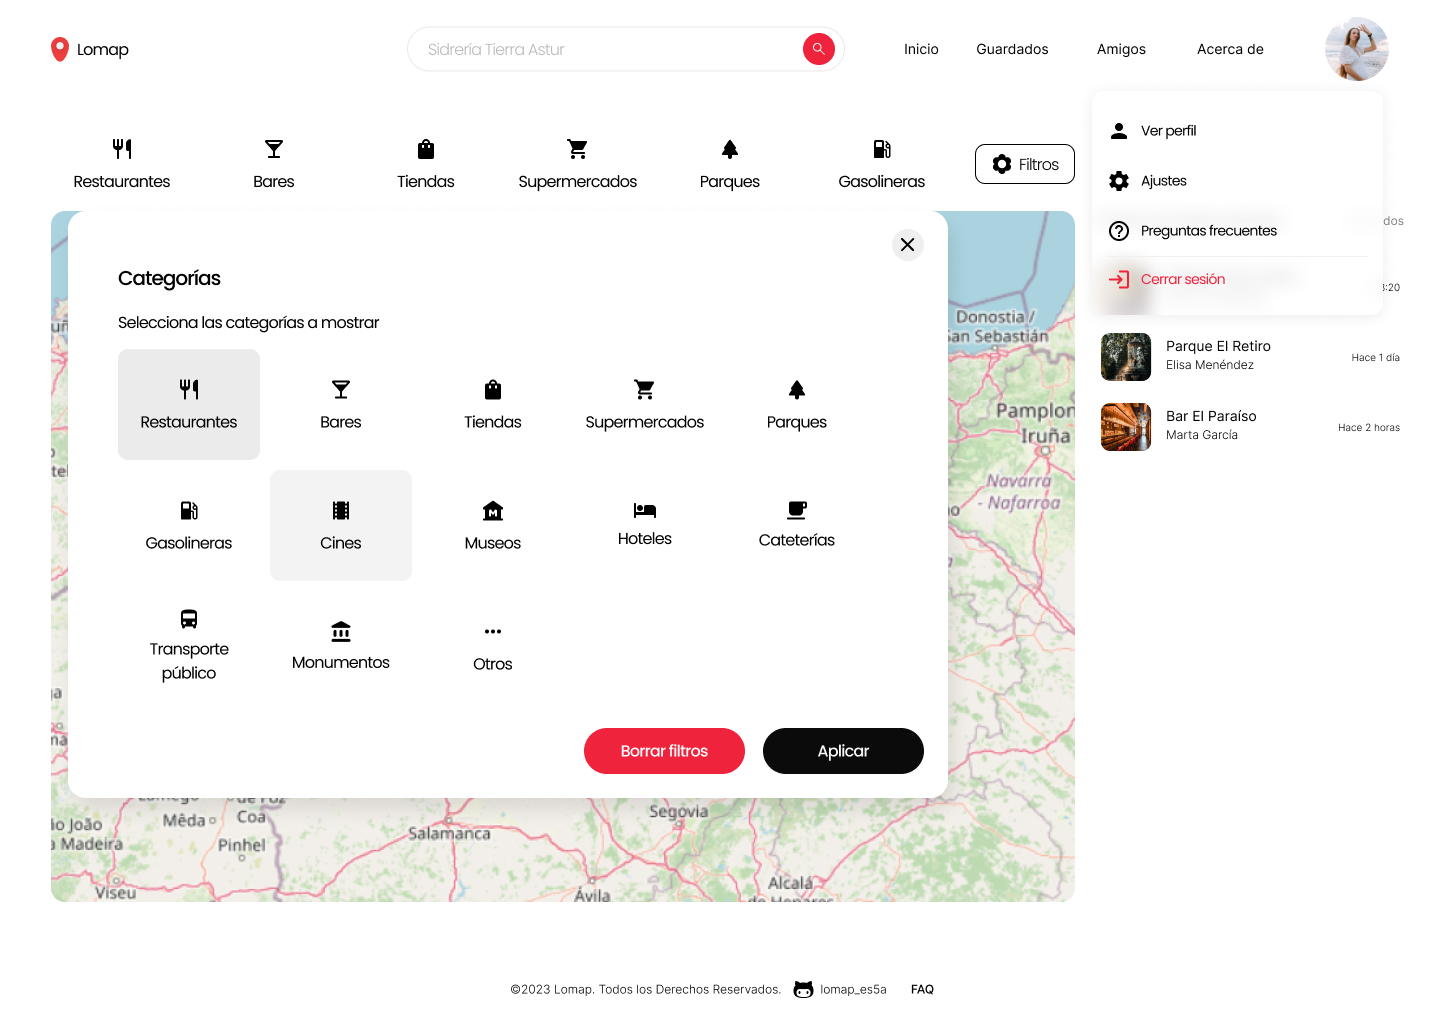 Lomap
Sidrería Tierra Astur
Inicio
Guardados
Amigos
Acerca de
Ver perfil
Ajustes
Preguntas frecuentes
Cerrar sesión
Restaurantes
Bares
Tiendas
Supermercados
Parques
Gasolineras
Filtros
Categorías
Selecciona las categorías a mostrar
Restaurantes
Bares
Tiendas
Supermercados
Parques
Gasolineras
Cines
Museos
Hoteles
Cateterías
Transporte
público
Monumentos
Otros
Borrar filtros
Aplicar
Donostia /
San Sebastián
Iruña
Navarra
- Nafarroa
Mêda
Coa
Pinhel
Viseu
Salamanca
Segovia
Ávila
Alcalá
Parque El Retiro
Elisa Menéndez
Hace 1 día
Bar El Paraíso
Marta García
Hace 2 horas
©2023 Lomap. Todos los Derechos Reservados.
lomap_es5a
FAQ